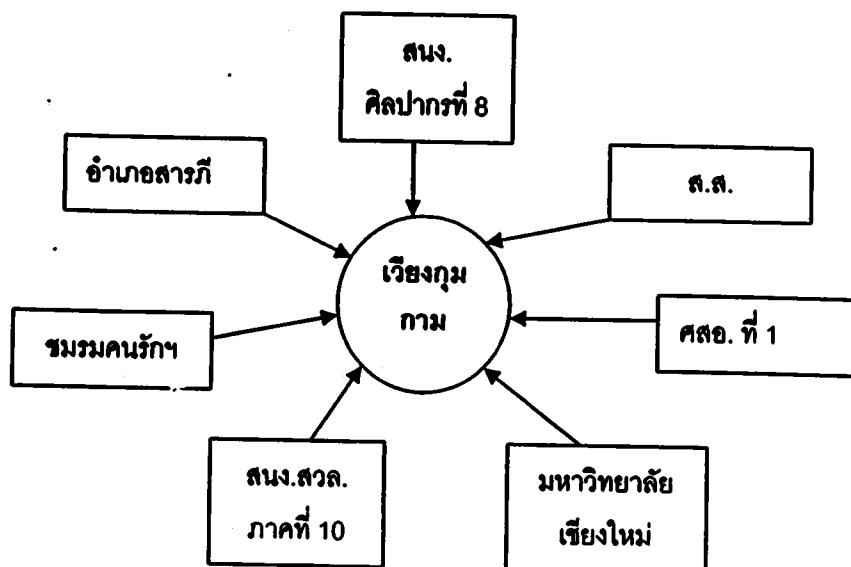 สนง.
ศิลปากรที่ 8
อำเภอสารภี
ส.ส.
เวียงกุม
กาม
ชมรมคนรักฯ
ศสอ. ที่ 1
สนง.สวล.
ภาคที่ 10
มหาวิทยาลัย
เชียงใหม่